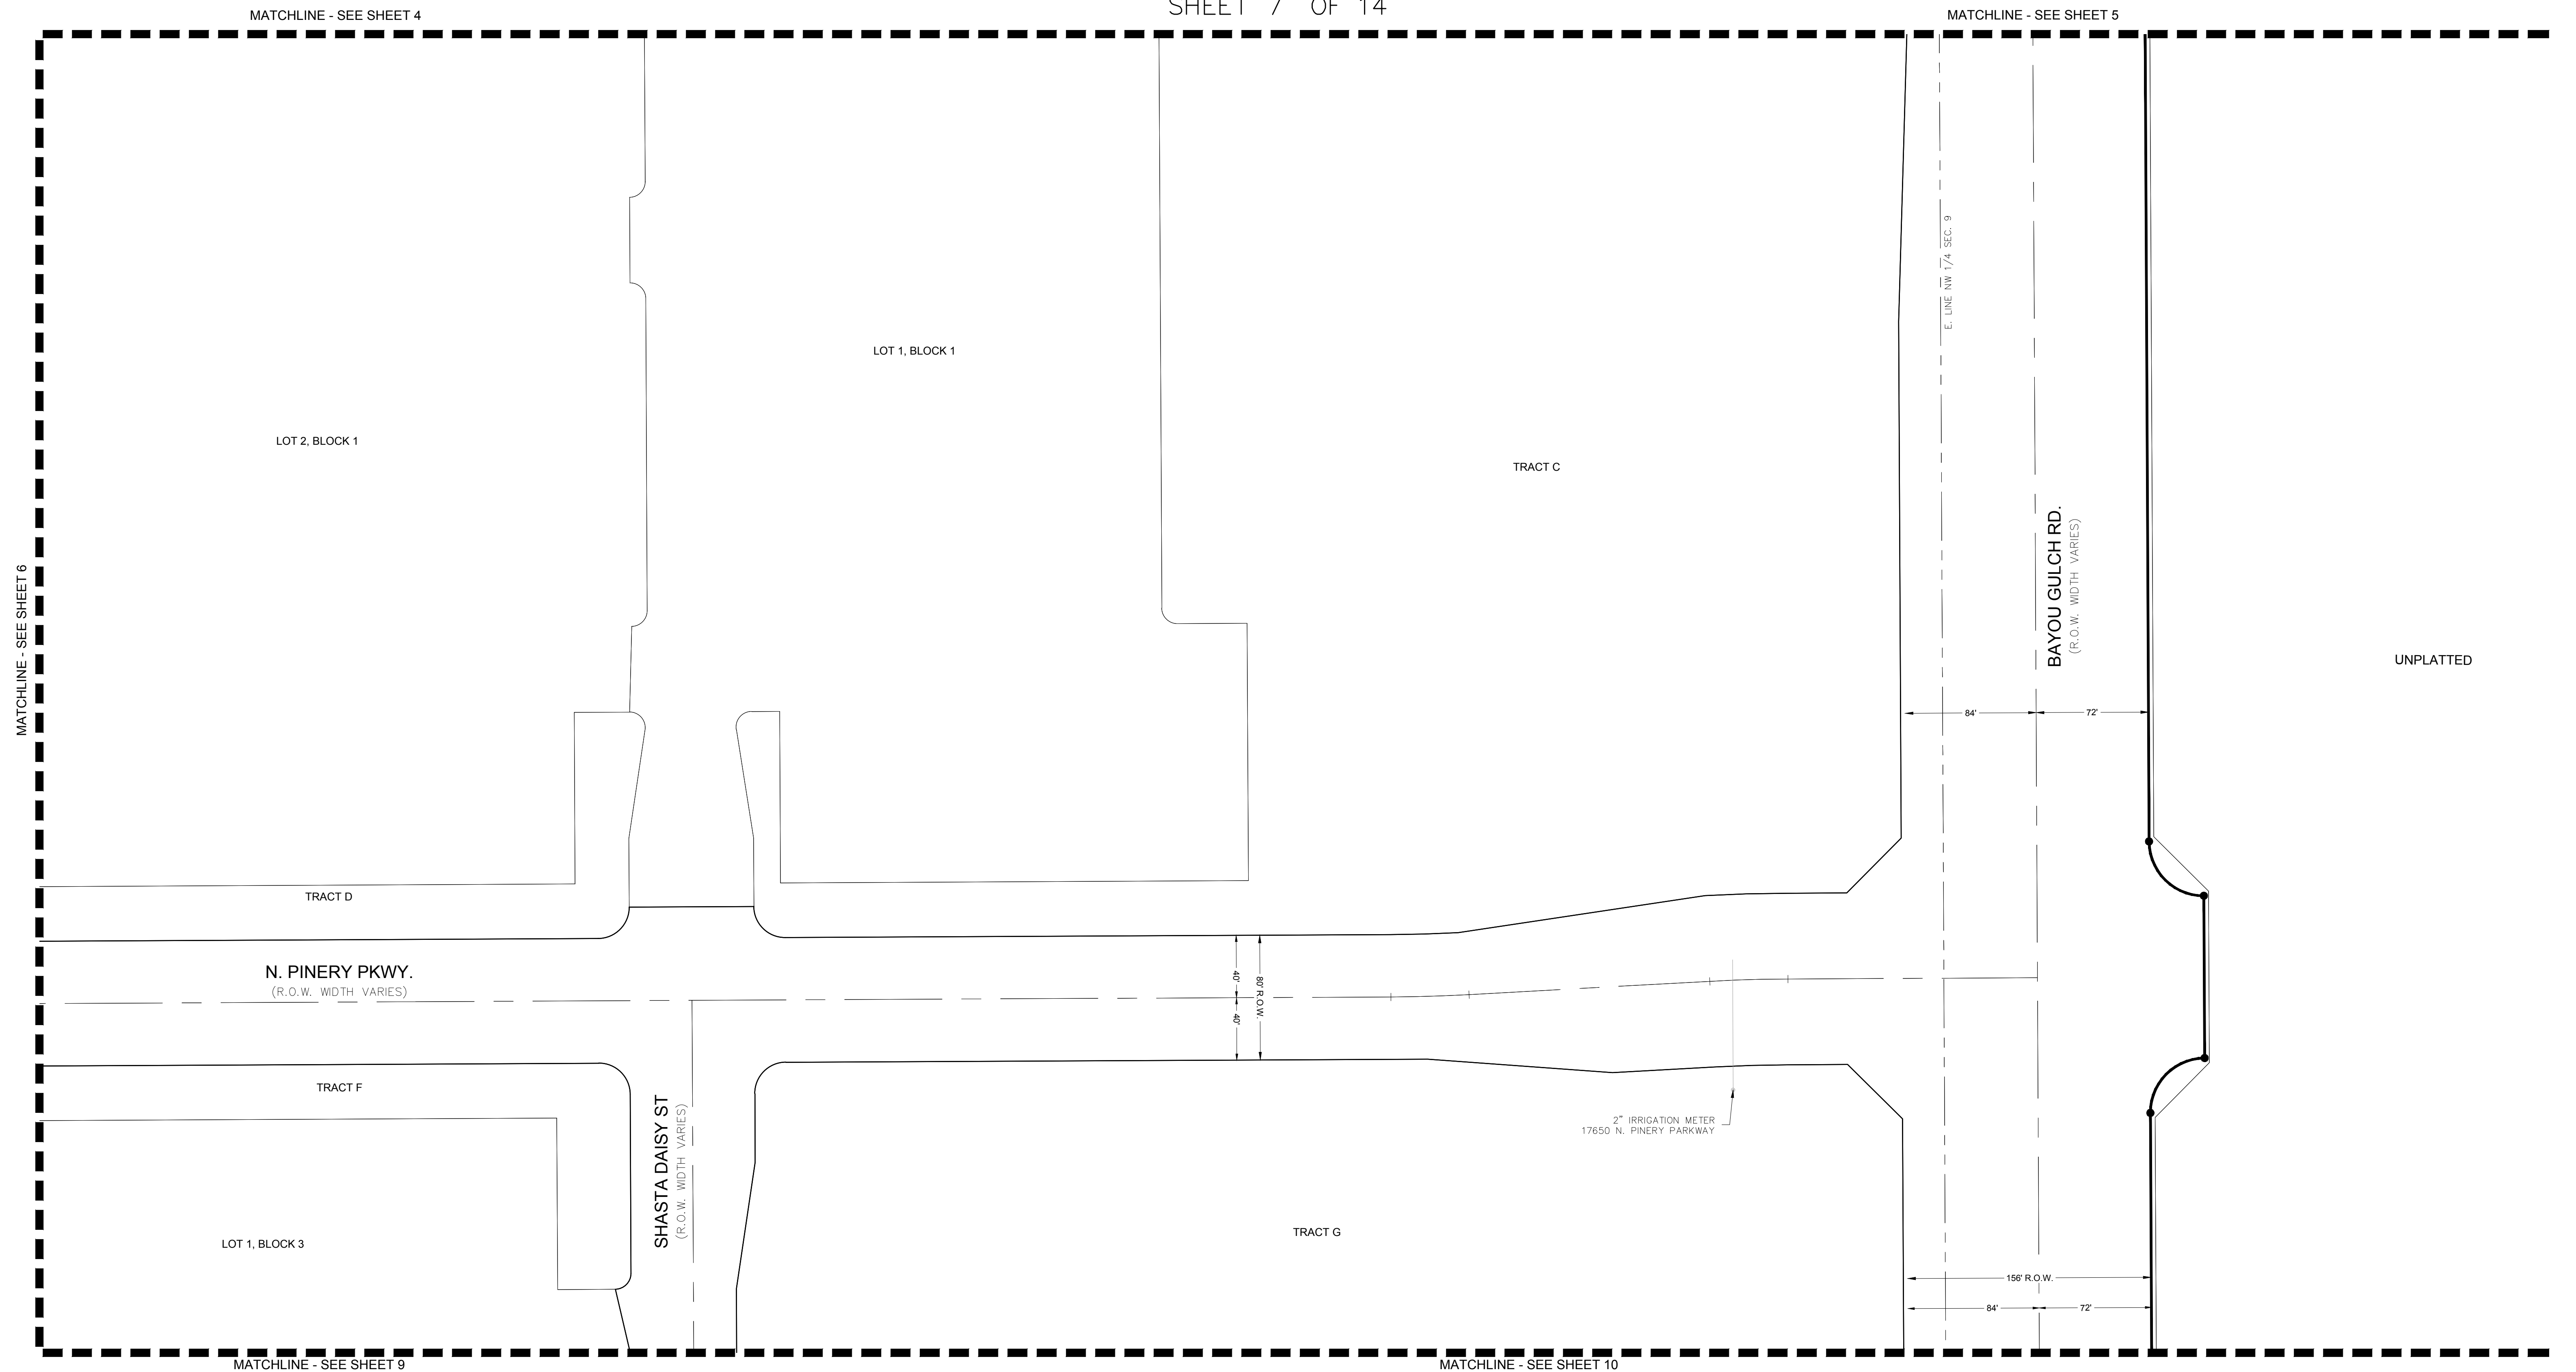 SHEET 7 OF 14
MATCHLINE - SEE SHEET 4
MATCHLINE - SEE SHEET 5
MATCHLINE - SEE SHEET 6
E. LINE NW 1/4 SEC. 9
LOT 1, BLOCK 1
LOT 2, BLOCK 1
TRACT C
BAYOU GULCH RD.
(R.O.W. WIDTH VARIES)
UNPLATTED
84'
72'
TRACT D
N. PINERY PKWY.
(R.O.W. WIDTH VARIES)
40'
80' R.O.W.
40'
TRACT F
SHASTA DAISY ST
(R.O.W. WIDTH VARIES)
2" IRRIGATION METER
17650 N. PINERY PARKWAY
LOT 1, BLOCK 3
TRACT G
156' R.O.W.
84'
72'
MATCHLINE - SEE SHEET 9
MATCHLINE - SEE SHEET 10